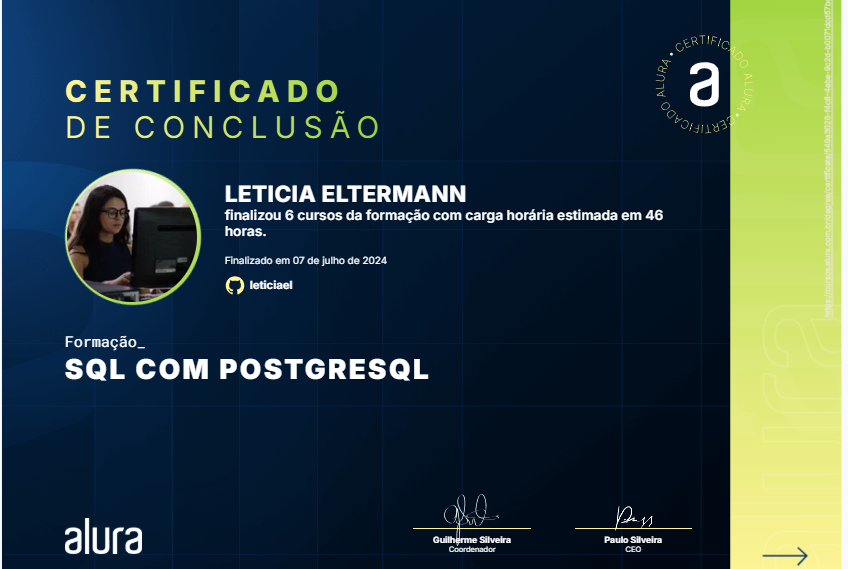 CERTIFICADO
DE CONCLUSÃO
CERTIFICADO ALURA • CERTIFICADO ALURA •
a
LETICIA ELTERMANN
finalizou 6 cursos da formação com carga horária estimada em 46
horas.
Finalizado em 07 de julho de 2024
leticiael
Formação_
SQL COM POSTGRESQL
alura
Guilherme Silveira
Coordenador
Paulo Silveira
CEO
alura